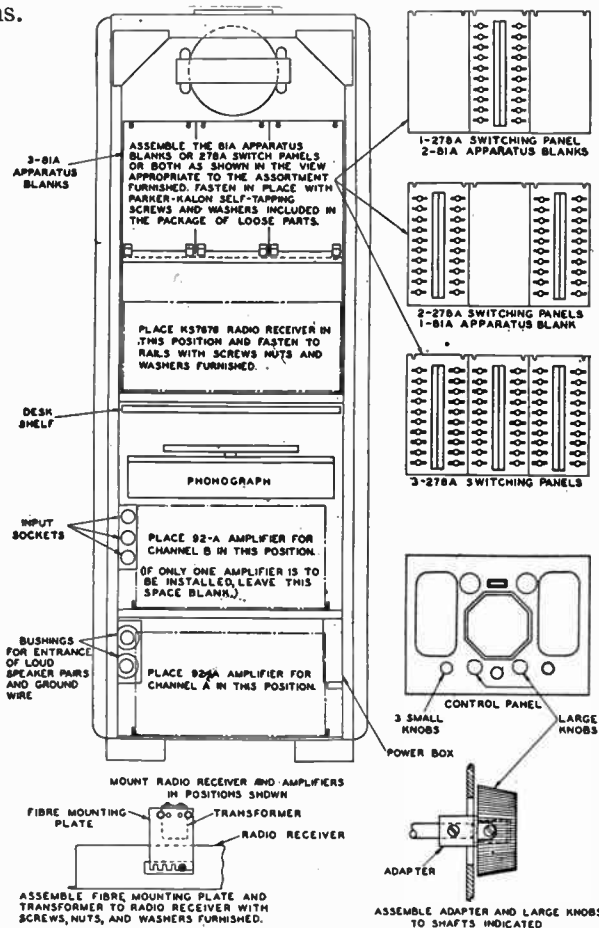 ns.
3-81A
APPARATUS
BLANKS
ASSEMBLE THE 81A APPARATUS
BLANKS OR 278A SWITCH PANELS
OR BOTH AS SHOWN IN THE VIEW
APPROPRIATE TO THE ASSORTMENT
FURNISHED. FASTEN IN PLACE WITH
PARKER-KALON SELF-TAPPING
SCREWS AND WASHERS INCLUDED IN
THE PACKAGE OF LOOSE PARTS.
1-278A SWITCHING PANEL
2-81A APPARATUS BLANKS
2-278A SWITCHING PANELS
1-81A APPARATUS BLANK
3-278A SWITCHING PANELS
PLACE KS7676 RADIO RECEIVER IN
THIS POSITION AND FASTEN TO
RAILS WITH SCREWS NUTS AND
WASHERS FURNISHED.
DESK
SHELF
PHONOGRAPH
INPUT
SOCKETS
PLACE 92-A AMPLIFIER FOR
CHANNEL B IN THIS POSITION.
(IF ONLY ONE AMPLIFIER IS TO
BE INSTALLED, LEAVE THIS
SPACE BLANK.)
BUSHINGS
FOR ENTRANCE
OF LOUD
SPEAKER PAIRS
AND GROUND
WIRE
PLACE 92-A AMPLIFIER FOR
CHANNEL A IN THIS POSITION.
POWER BOX
CONTROL PANEL
3 SMALL
KNOBS
LARGE
KNOBS
MOUNT RADIO RECEIVER AND AMPLIFIERS
IN POSITIONS SHOWN
FIBRE MOUNTING
PLATE
TRANSFORMER
RADIO RECEIVER
ASSEMBLE FIBRE MOUNTING PLATE AND
TRANSFORMER TO RADIO RECEIVER WITH
SCREWS, NUTS, AND WASHERS FURNISHED.
ADAPTER
ASSEMBLE ADAPTER AND LARGE KNOBS
TO SHAFTS INDICATED